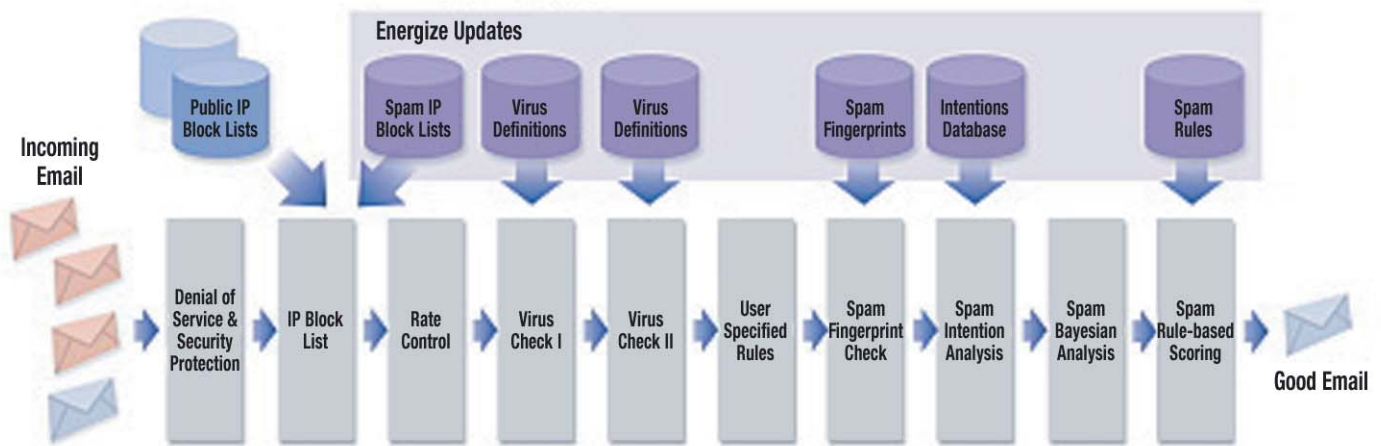 Energize Updates
Public IP
Block Lists
Spam IP
Block Lists
Virus
Definitions
Virus
Definitions
Spam
Fingerprints
Intentions
Database
Spam
Rules
Incoming
Email
Denial of
Service &
Security
Protection
IP Block
List
Rate
Control
Virus
Check I
Virus
Check II
User
Specified
Rules
Spam
Fingerprint
Check
Spam
Intention
Analysis
Spam
Bayesian
Analysis
Spam
Rule-based
Scoring
Good Email